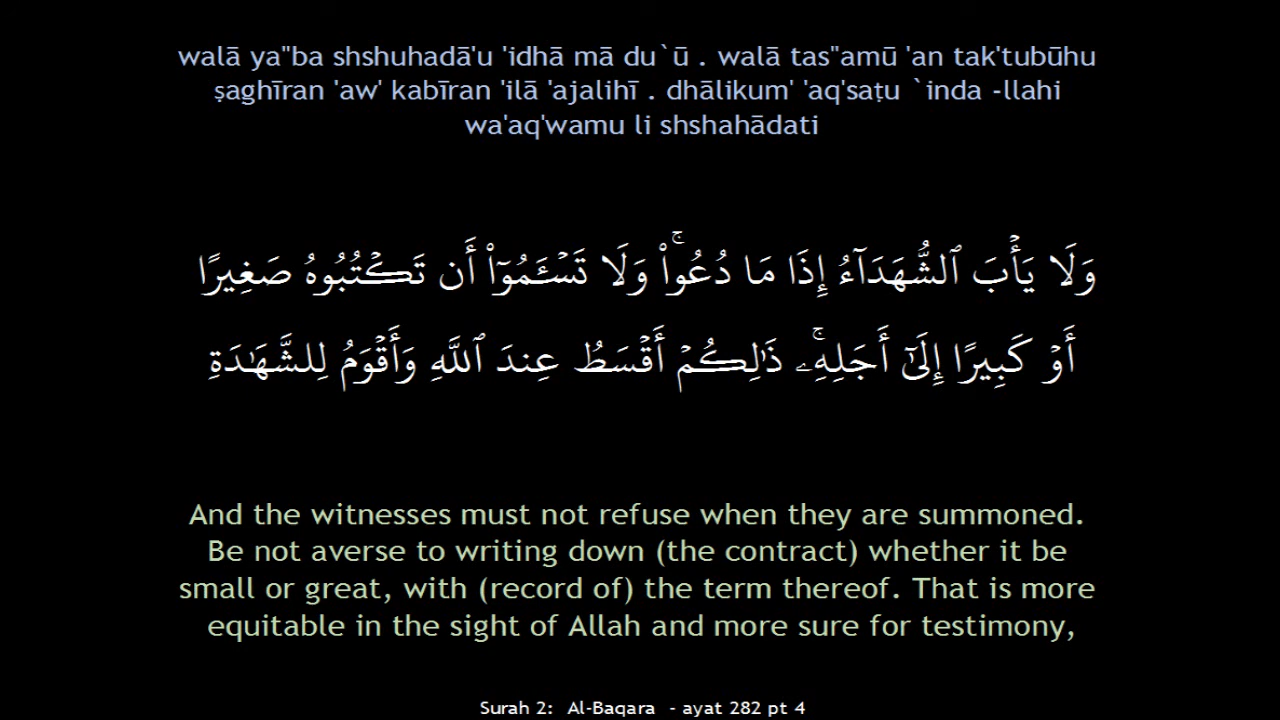 walā ya"ba shshuhadā'u 'idhā mā du`ū . walā tas"amū 'an tak'tubūhu
ṣaghīran 'aw' kabīran 'ilā 'ajalihī . dhālikum' 'aq'saṭu `inda -llahi
wa'aq'wamu li shshahādati
وَلَا يَأْبَ ٱلشُّهَدَآءُ إِذَا مَا دُعُوا۟ ۚ وَلَا تَسْـَٔمُوٓا۟ أَن تَكْتُبُوهُ صَغِيرًا
أَوْ كَبِيرًا إِلَىٰٓ أَجَلِهِۦ ۚ ذَٰلِكُمْ أَقْسَطُ عِندَ ٱللَّهِ وَأَقْوَمُ لِلشَّهَـٰدَةِ
And the witnesses must not refuse when they are summoned.
Be not averse to writing down (the contract) whether it be
small or great, with (record of) the term thereof. That is more
equitable in the sight of Allah and more sure for testimony,
Surah 2: Al-Baqara - ayat 282 pt 4